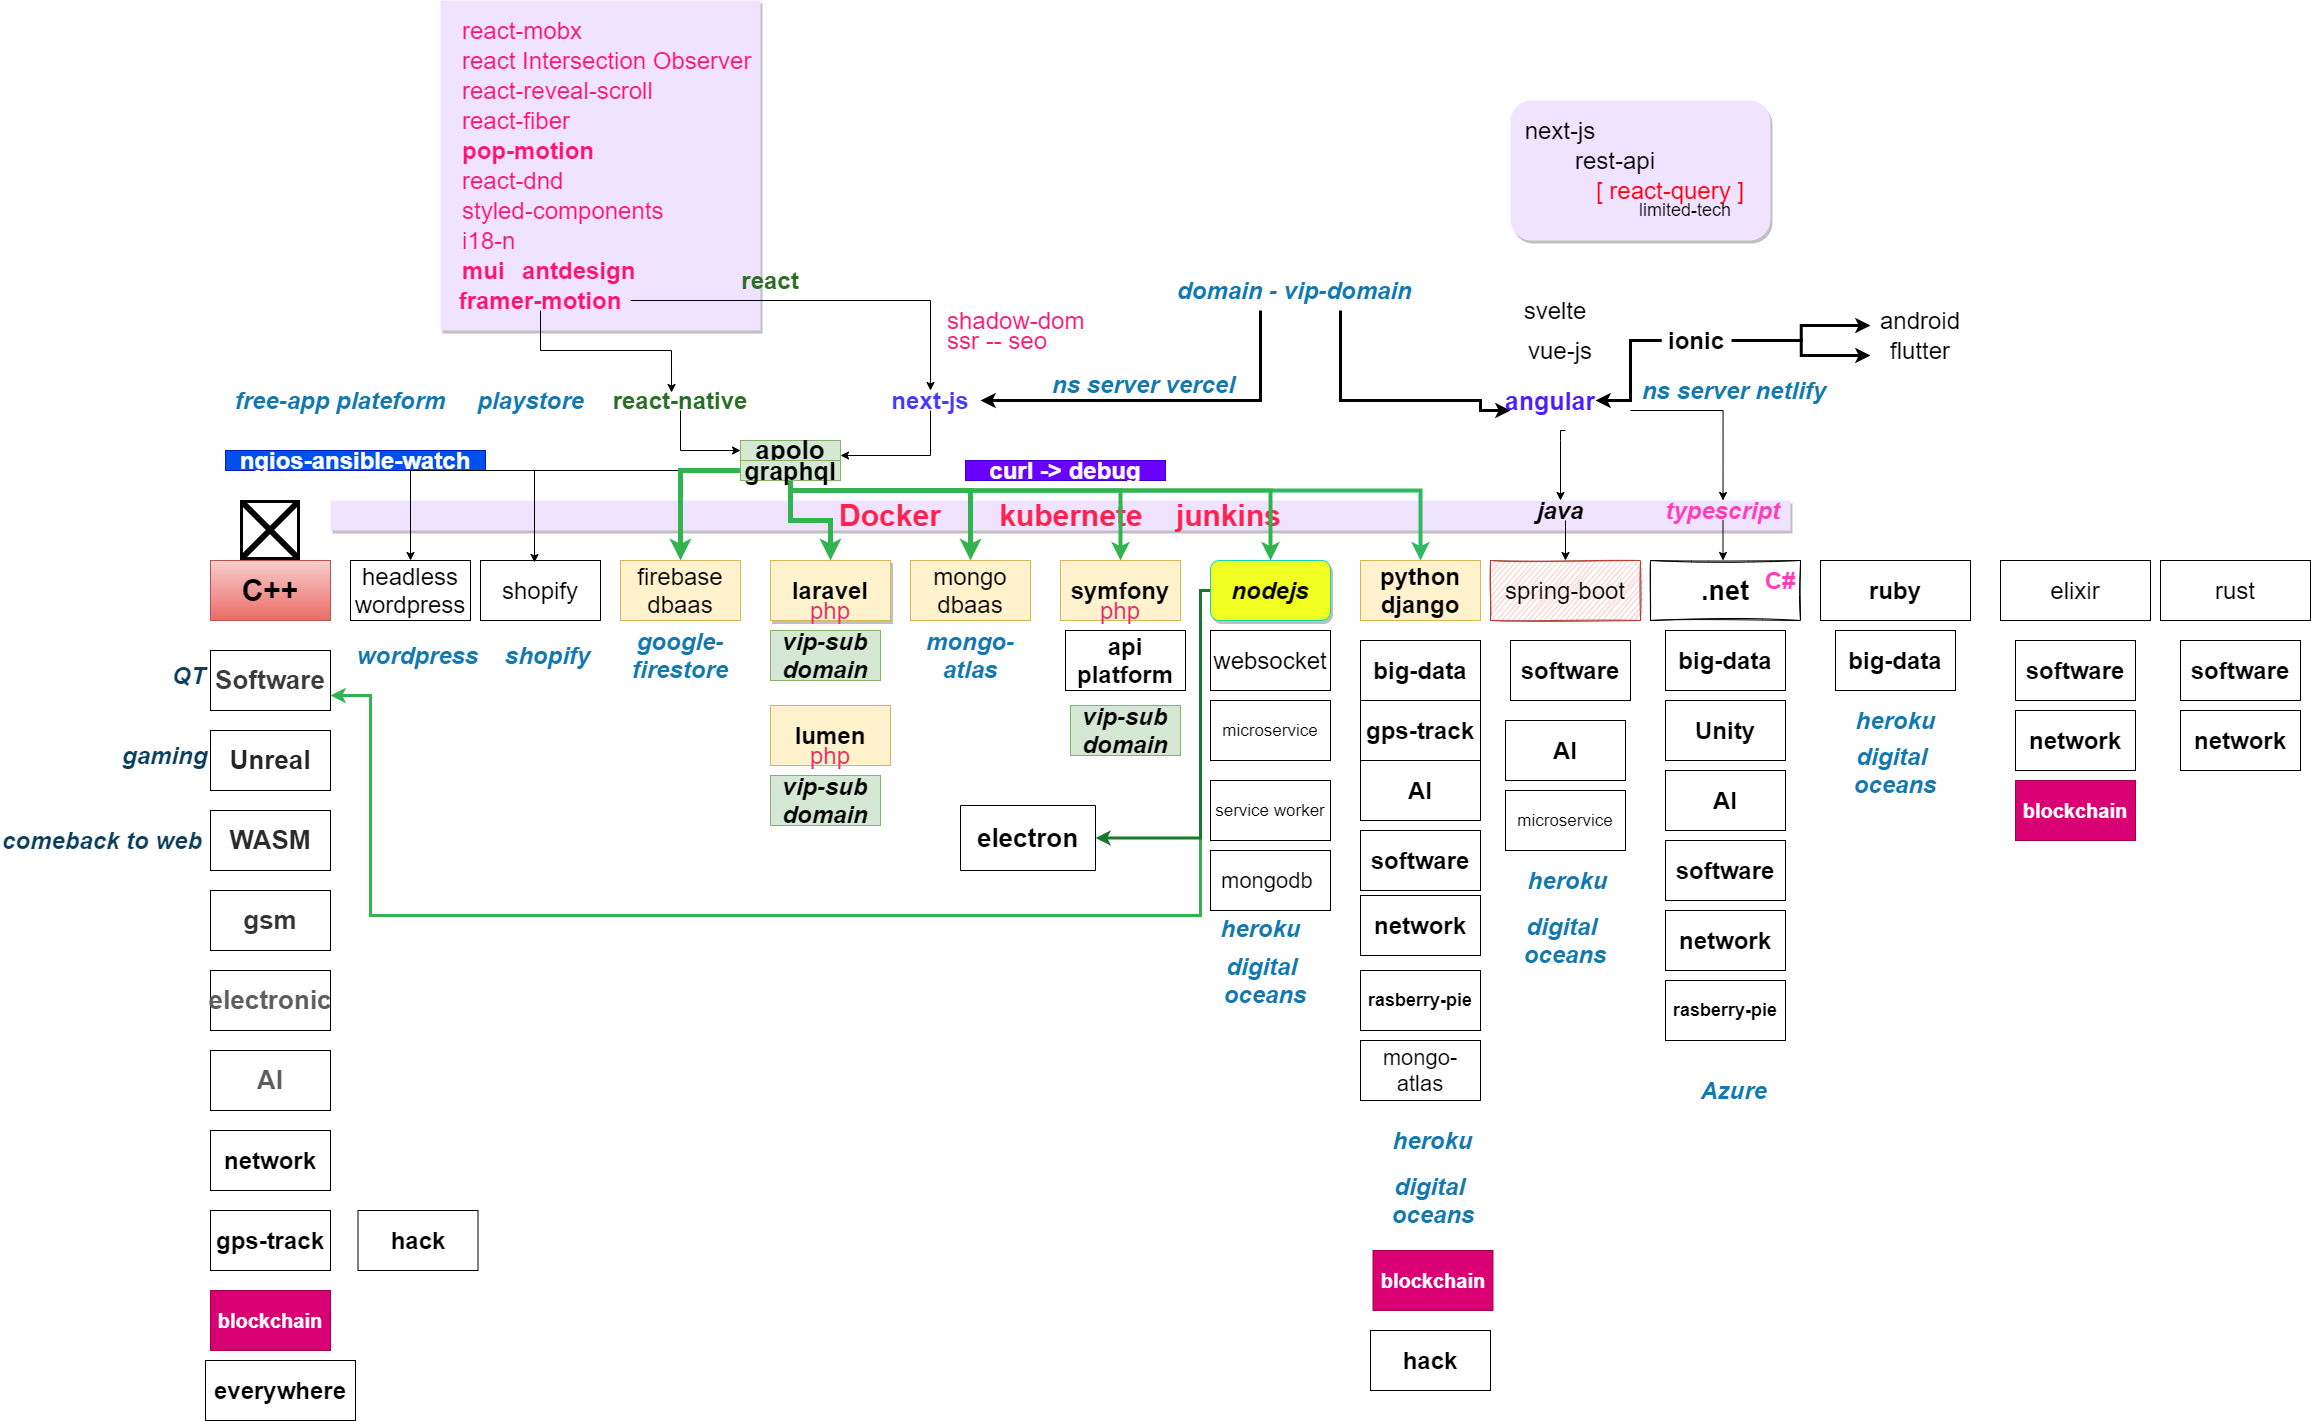 react-mobx
react Intersection Observer
react-reveal-scroll
react-fiber
pop-motion
react-dnd
styled-components
i18-n
mui antdesign
framer-motion
react
shadow-dom
ssr -- seo
next-js
rest-api
[ react-query ]
limited-tech
domain - vip-domain
svelte
vue-js
ionic
android
flutter
free-app plateform
playstore
react-native
next-js
ns server vercel
angular
ns server netlify
apolo
graphql
ngios-ansible-watch
curl -> debug
Docker kubernete junkins
java
typescript
C++
headless
wordpress
shopify
firebase
dbaas
laravel
php
mongo
dbaas
symfony
php
nodejs
python
django
spring-boot
.net
C#
ruby
elixir
rust
QT
Software
gaming
Unreal
comeback to web
WASM
gsm
electronic
AI
network
gps-track
hack
blockchain
everywhere
wordpress
shopify
google-
firestore
vip-sub
domain
lumen
php
vip-sub
domain
mongo-
atlas
api
platform
vip-sub
domain
electron
websocket
microservice
service worker
mongodb
heroku
digital
oceans
big-data
gps-track
AI
software
network
rasberry-pie
mongo-
atlas
heroku
digital
oceans
blockchain
hack
software
AI
microservice
heroku
digital
oceans
big-data
Unity
AI
software
network
rasberry-pie
Azure
big-data
heroku
digital
oceans
software
network
blockchain
software
network